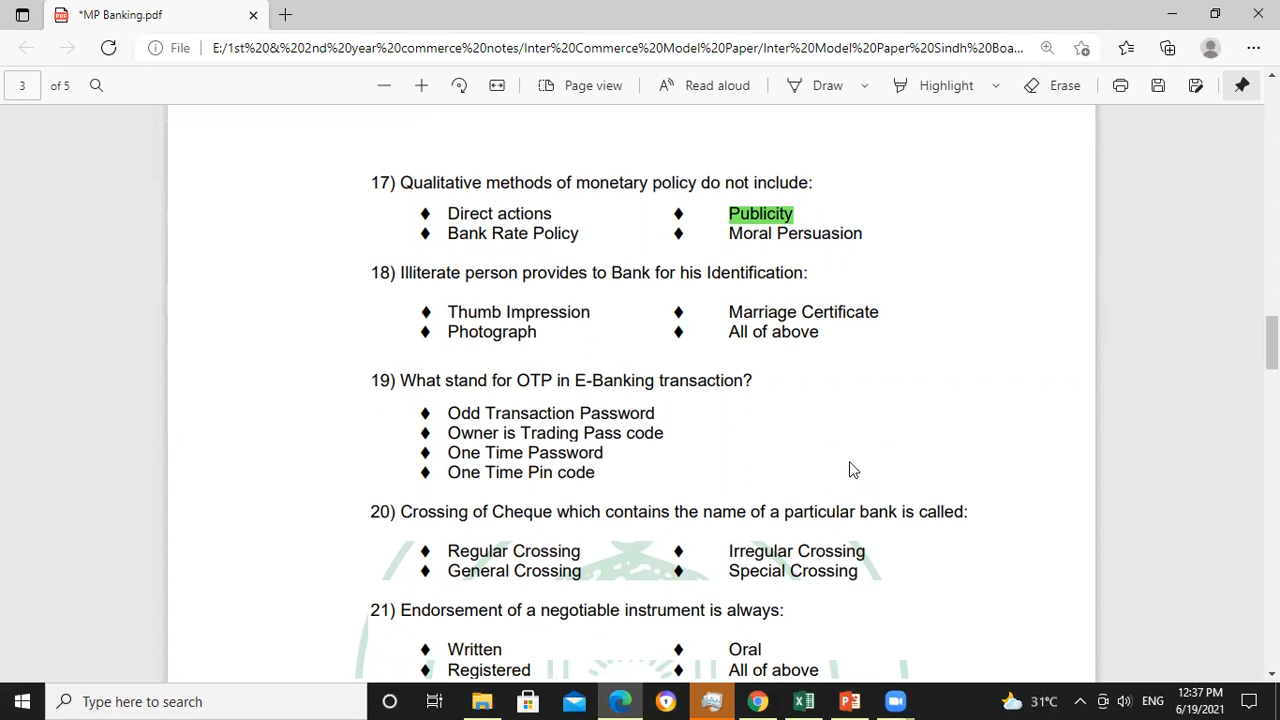 *MP Banking.pdf
File E:/1st%20&%202nd%20year%20commerce%20notes/Inter%20Commerce%20Model%20Paper/Inter%20Model%20Paper%20Sindh%20Boa...
3 of 5 Page view Read aloud Draw Highlight Erase
17) Qualitative methods of monetary policy do not include:
♦ Direct actions ♦ Publicity
♦ Bank Rate Policy ♦ Moral Persuasion
18) Illiterate person provides to Bank for his Identification:
♦ Thumb Impression ♦ Marriage Certificate
♦ Photograph ♦ All of above
19) What stand for OTP in E-Banking transaction?
♦ Odd Transaction Password
♦ Owner is Trading Pass code
♦ One Time Password
♦ One Time Pin code
20) Crossing of Cheque which contains the name of a particular bank is called:
♦ Regular Crossing ♦ Irregular Crossing
♦ General Crossing ♦ Special Crossing
21) Endorsement of a negotiable instrument is always:
♦ Written ♦ Oral
♦ Registered ♦ All of above
Type here to search 31°C ENG 12:37 PM
6/19/2021